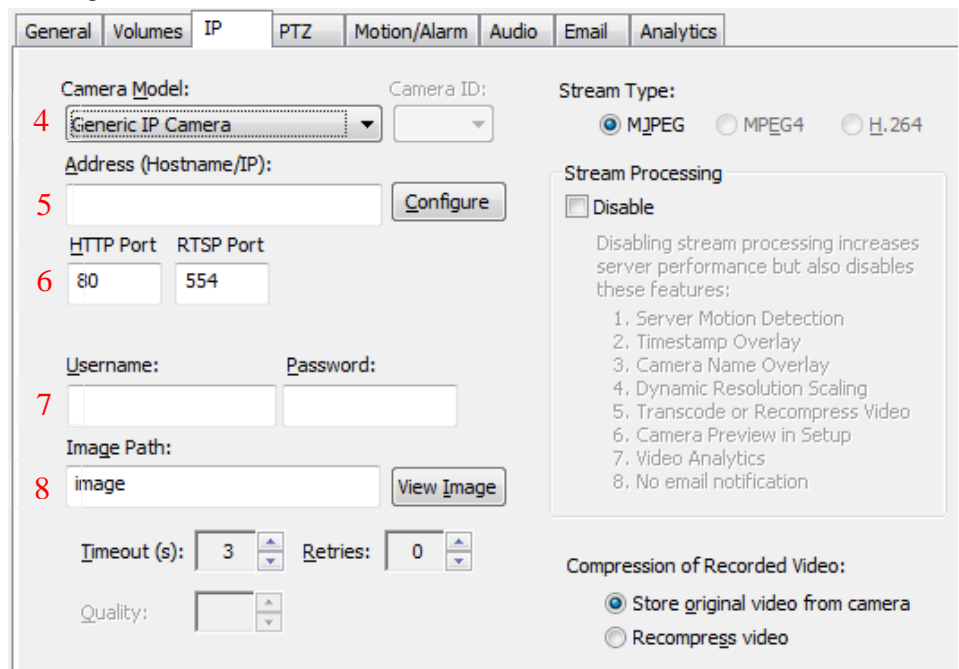 General Volumes IP PTZ Motion/Alarm Audio Email Analytics
Camera Model: Camera ID:
4 Generic IP Camera
Address (Hostname/IP):
5 Configure
HTTP Port RTSP Port
6 80 554
Username: Password:
7
Image Path:
8 image View Image
Timeout (s): 3 Retries: 0
Quality:
Stream Type:
MJPEG MPEG4 H.264
Stream Processing
Disable
Disabling stream processing increases
server performance but also disables
these features:
1. Server Motion Detection
2. Timestamp Overlay
3. Camera Name Overlay
4. Dynamic Resolution Scaling
5. Transcode or Recompress Video
6. Camera Preview in Setup
7. Video Analytics
8. No email notification
Compression of Recorded Video:
Store original video from camera
Recompress video